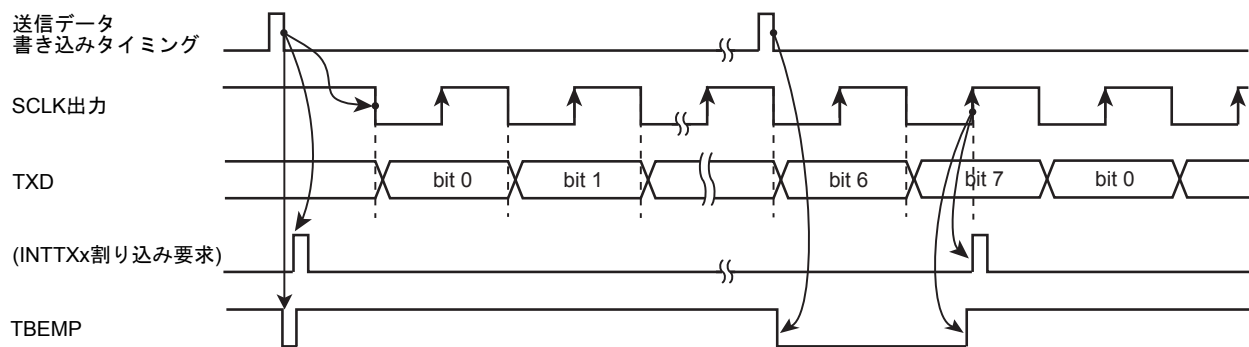 送信データ
書き込みタイミング
SCLK出力
TXD
bit 0
bit 1
bit 6
bit 7
bit 0
(INTTXx割り込み要求)
TBEMP